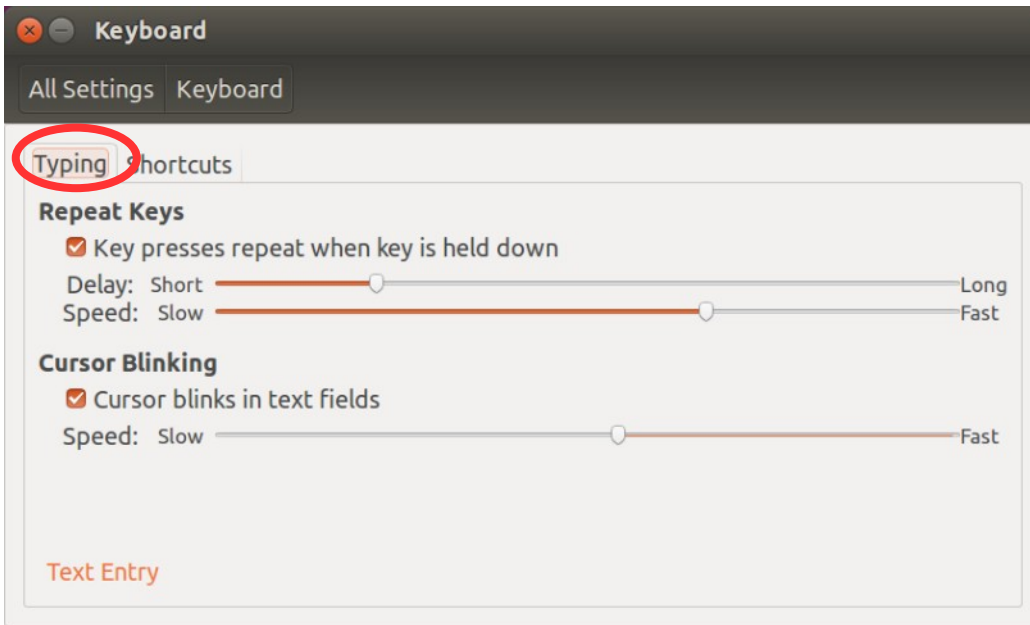 Keyboard
All Settings Keyboard
Typing Shortcuts
Repeat Keys
Key presses repeat when key is held down
Delay: Short Long
Speed: Slow Fast
Cursor Blinking
Cursor blinks in text fields
Speed: Slow Fast
Text Entry